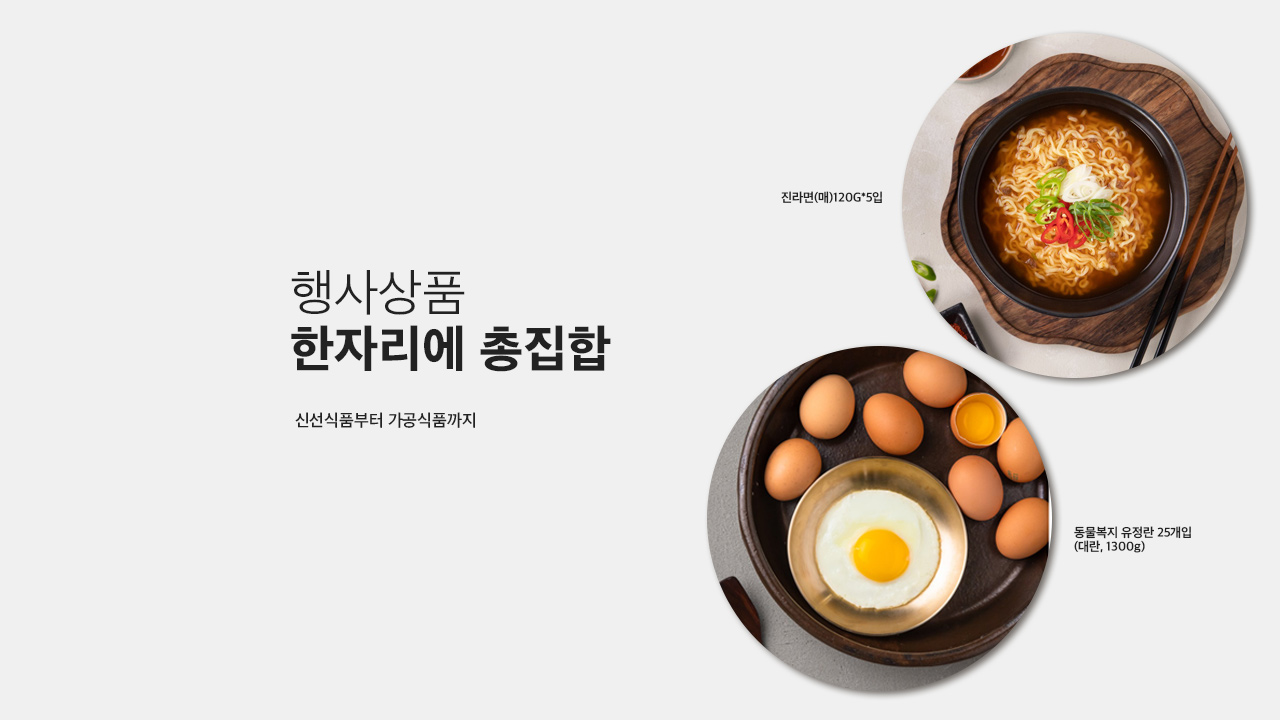 행사상품
한자리에 총집합
신선식품부터 가공식품까지
진라면(매)120G*5입
동물복지 유정란 25개입
(대란, 1300g)